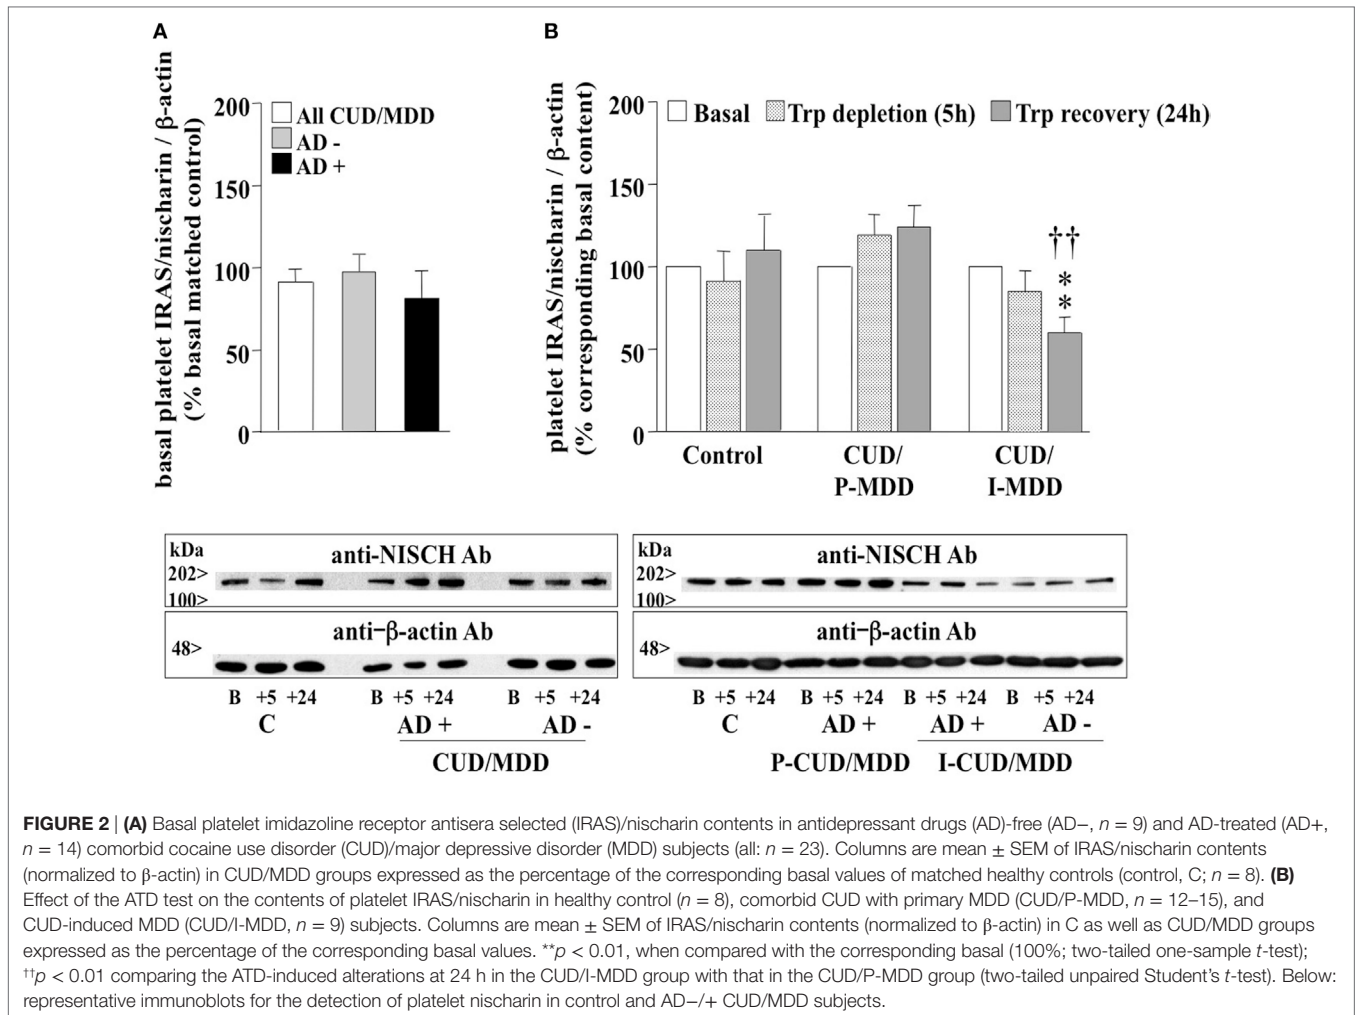 A
basal platelet IRAS/nischarin / β-actin
(% basal matched control)
200
150
100
50
0
All CUD/MDD
AD -
AD +
B
platelet IRAS/nischarin / β-actin
(% corresponding basal content)
200
150
100
50
0
Basal
Trp depletion (5h)
Trp recovery (24h)
††
*
*
Control
CUD/
P-MDD
CUD/
I-MDD
kDa
anti-NISCH Ab
202>
100>
anti-β-actin Ab
48>
B +5 +24 B +5 +24 B +5 +24
C AD + AD -
CUD/MDD
kDa
anti-NISCH Ab
202>
100>
anti-β-actin Ab
48>
B +5 +24 B +5 +24 B +5 +24 B +5 +24
C AD + AD + AD -
P-CUD/MDD I-CUD/MDD
FIGURE 2 | (A) Basal platelet imidazoline receptor antisera selected (IRAS)/nischarin contents in antidepressant drugs (AD)-free (AD−, n = 9) and AD-treated (AD+,
n = 14) comorbid cocaine use disorder (CUD)/major depressive disorder (MDD) subjects (all: n = 23). Columns are mean ± SEM of IRAS/nischarin contents
(normalized to β-actin) in CUD/MDD groups expressed as the percentage of the corresponding basal values of matched healthy controls (control, C; n = 8). (B)
Effect of the ATD test on the contents of platelet IRAS/nischarin in healthy control (n = 8), comorbid CUD with primary MDD (CUD/P-MDD, n = 12–15), and
CUD-induced MDD (CUD/I-MDD, n = 9) subjects. Columns are mean ± SEM of IRAS/nischarin contents (normalized to β-actin) in C as well as CUD/MDD groups
expressed as the percentage of the corresponding basal values. **p < 0.01, when compared with the corresponding basal (100%; two-tailed one-sample t-test);
††p < 0.01 comparing the ATD-induced alterations at 24 h in the CUD/I-MDD group with that in the CUD/P-MDD group (two-tailed unpaired Student's t-test). Below:
representative immunoblots for the detection of platelet nischarin in control and AD−/+ CUD/MDD subjects.